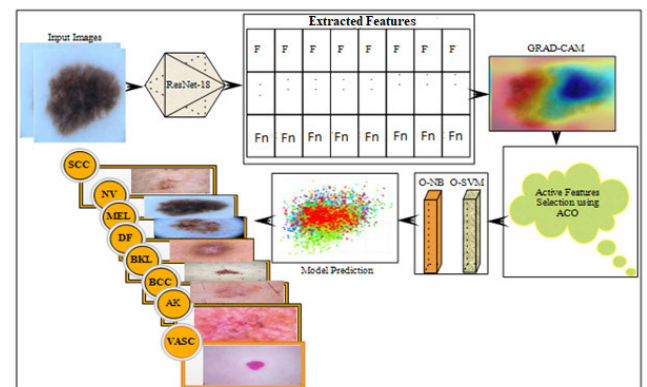 Extracted Features
Input Images
ResNet-18
F F F F F F F F
Fn Fn Fn Fn Fn Fn Fn Fn
GRAD-CAM
Active Features
Selection using
ACO
O-NB O-SVM
Model Prediction
SCC
NV
MEL
DF
BKL
BCC
AK
VASC